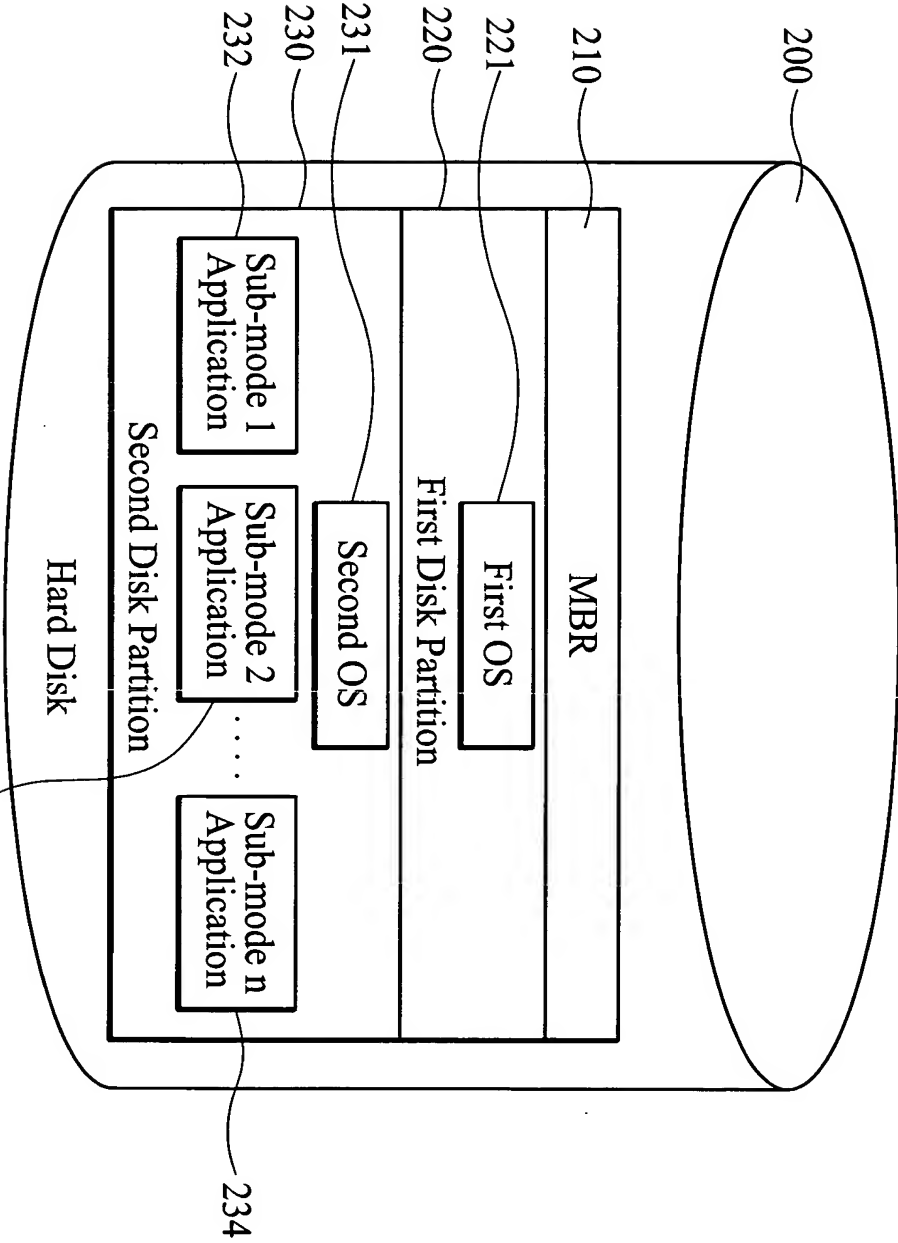 200
210
MBR
221
First OS
220
First Disk Partition
231
Second OS
230
232
Sub-mode 1
Application
Sub-mode 2
Application
. . . .
Sub-mode n
Application
234
Second Disk Partition
Hard Disk